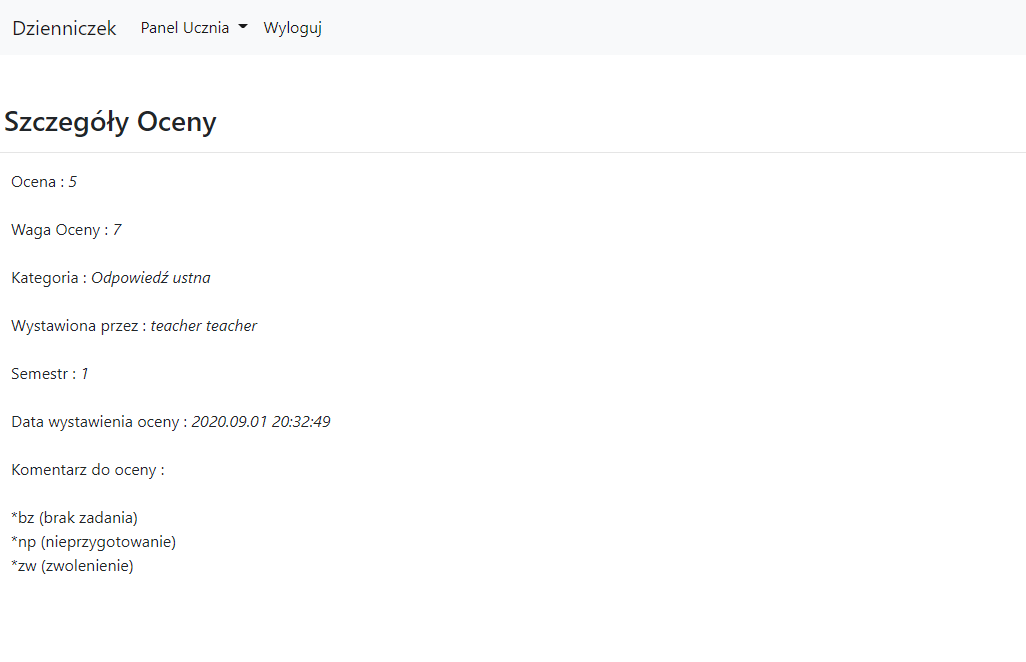 Dzienniczek Panel Ucznia Wyloguj
Szczegóły Oceny
Ocena : 5
Waga Oceny : 7
Kategoria : Odpowiedź ustna
Wystawiona przez : teacher teacher
Semestr : 1
Data wystawienia oceny : 2020.09.01 20:32:49
Komentarz do oceny :
*bz (brak zadania)
*np (nieprzygotowanie)
*zw (zwolenienie)